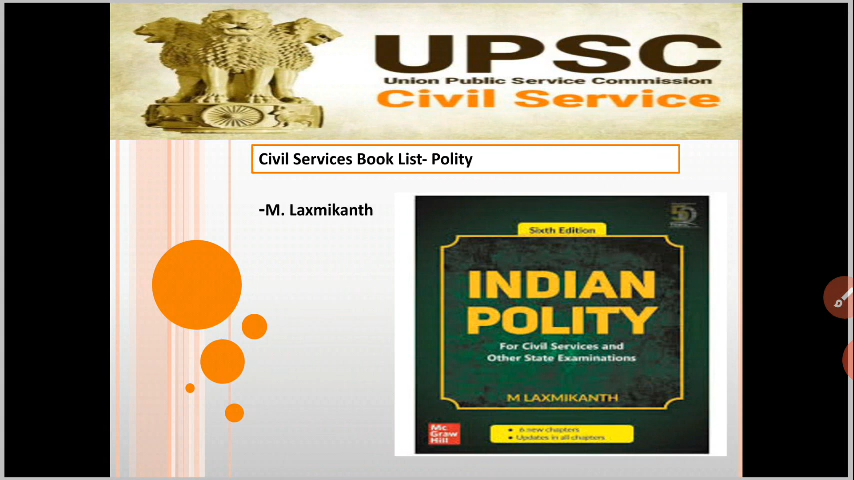 UPSC
Union Public Service Commission
Civil Service
Civil Services Book List- Polity
-M. Laxmikanth
Sixth Edition
INDIAN
POLITY
For Civil Services and
Other State Examinations
M LAXMIKANTH
Mc
Graw
Hill
• 6 new chapters
• Updates in all chapters